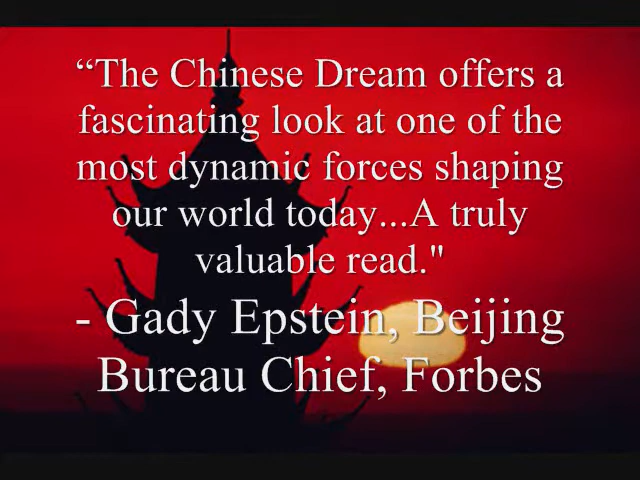 “The Chinese Dream offers a
fascinating look at one of the
most dynamic forces shaping
our world today...A truly
valuable read."
- Gady Epstein, Beijing
Bureau Chief, Forbes